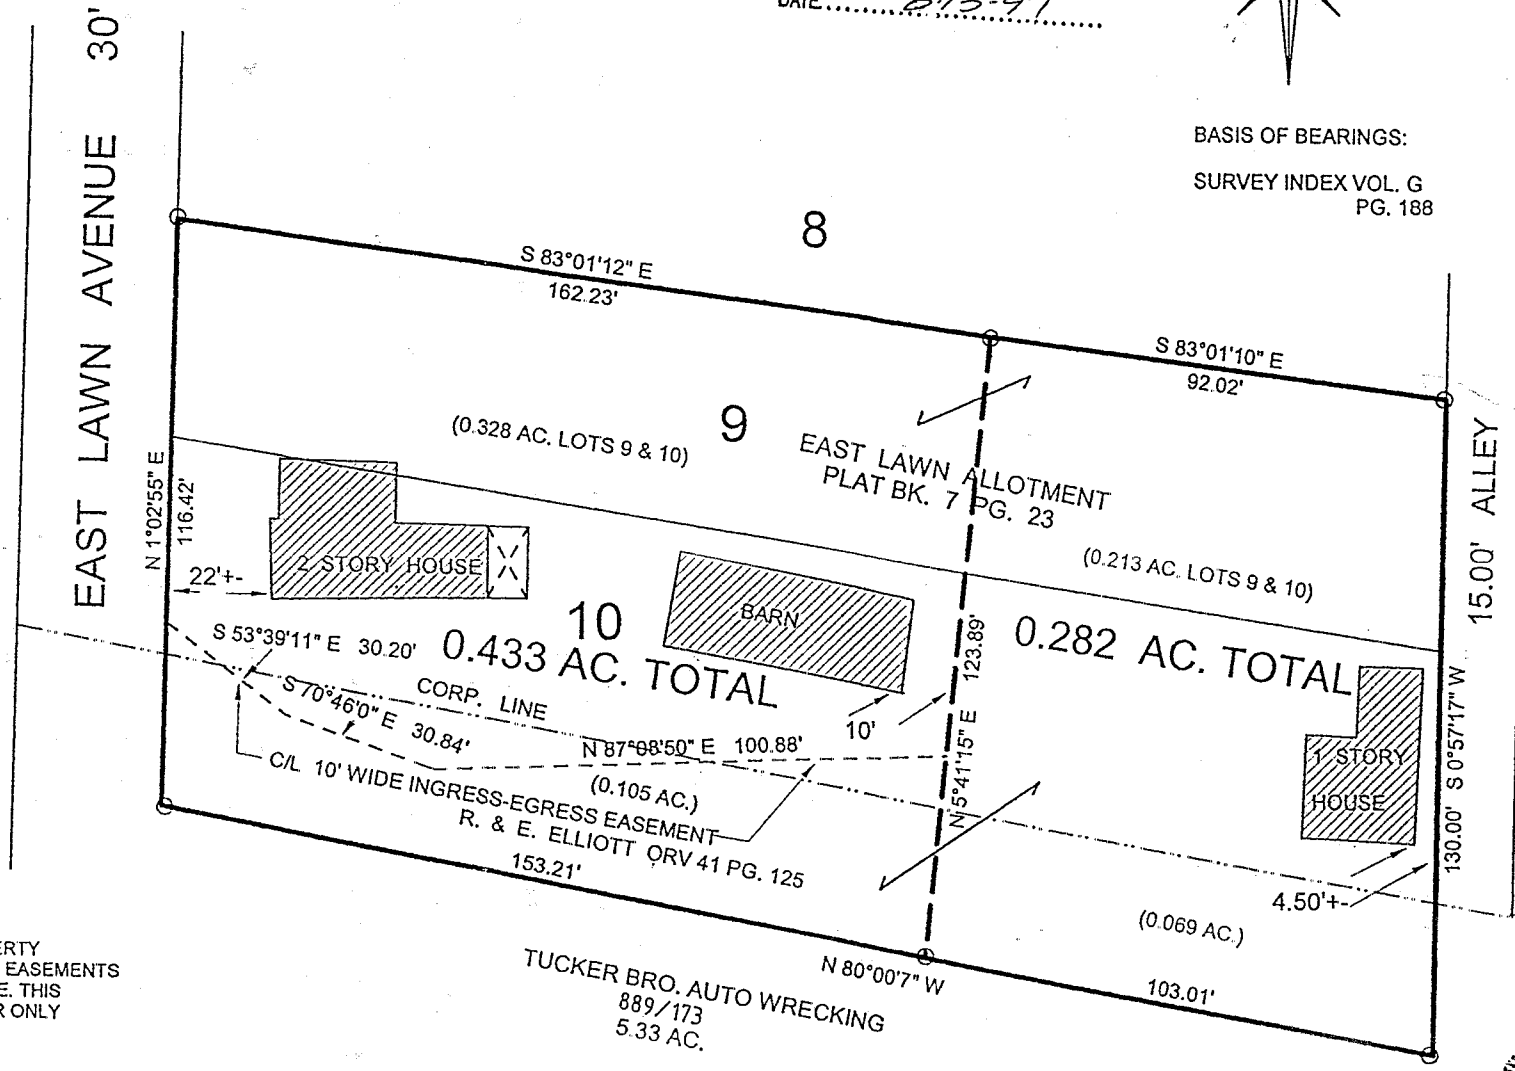 DATE
8-13-97
EAST LAWN AVENUE 30'
BASIS OF BEARINGS:
SURVEY INDEX VOL. G
PG. 188
8
S 83°01'12" E
162.23'
S 83°01'10" E
92.02'
9
(0.328 AC. LOTS 9 & 10)
EAST LAWN ALLOTMENT
PLAT BK. 7 PG. 23
15.00' ALLEY
N 1°02'55" E
116.42'
2 STORY HOUSE
22'+-
(0.213 AC. LOTS 9 & 10)
BARN
10
0.433 AC. TOTAL
0.282 AC. TOTAL
S 53°39'11" E 30.20'
CORP. LINE
S 70°46'0" E 30.84'
10'
N 5°41'15" E 123.89'
N 87°08'50" E 100.88'
(0.105 AC.)
C/L 10' WIDE INGRESS-EGRESS EASEMENT
R. & E. ELLIOTT ORV 41 PG. 125
1 STORY
HOUSE
130.00' S 0°57'17" W
4.50'+-
153.21'
(0.069 AC.)
N 80°00'7" W
103.01'
TUCKER BRO. AUTO WRECKING
889/173
5.33 AC.
ERTY
EASEMENTS
E. THIS
R ONLY